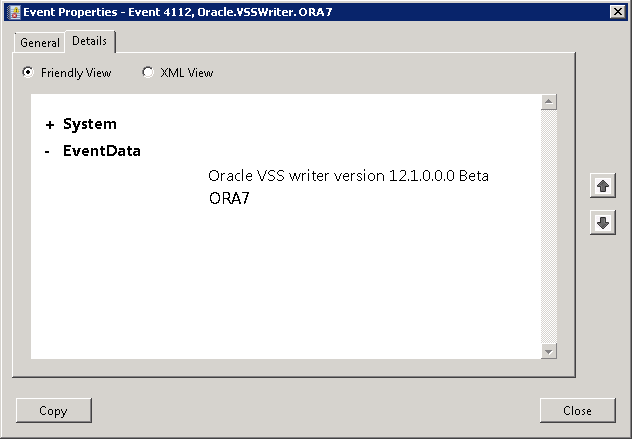 Event Properties - Event 4112, Oracle.VSSWriter.ORA7
General Details
Friendly View XML View
+ System
- EventData
Oracle VSS writer version 12.1.0.0.0 Beta
ORA7
Copy Close